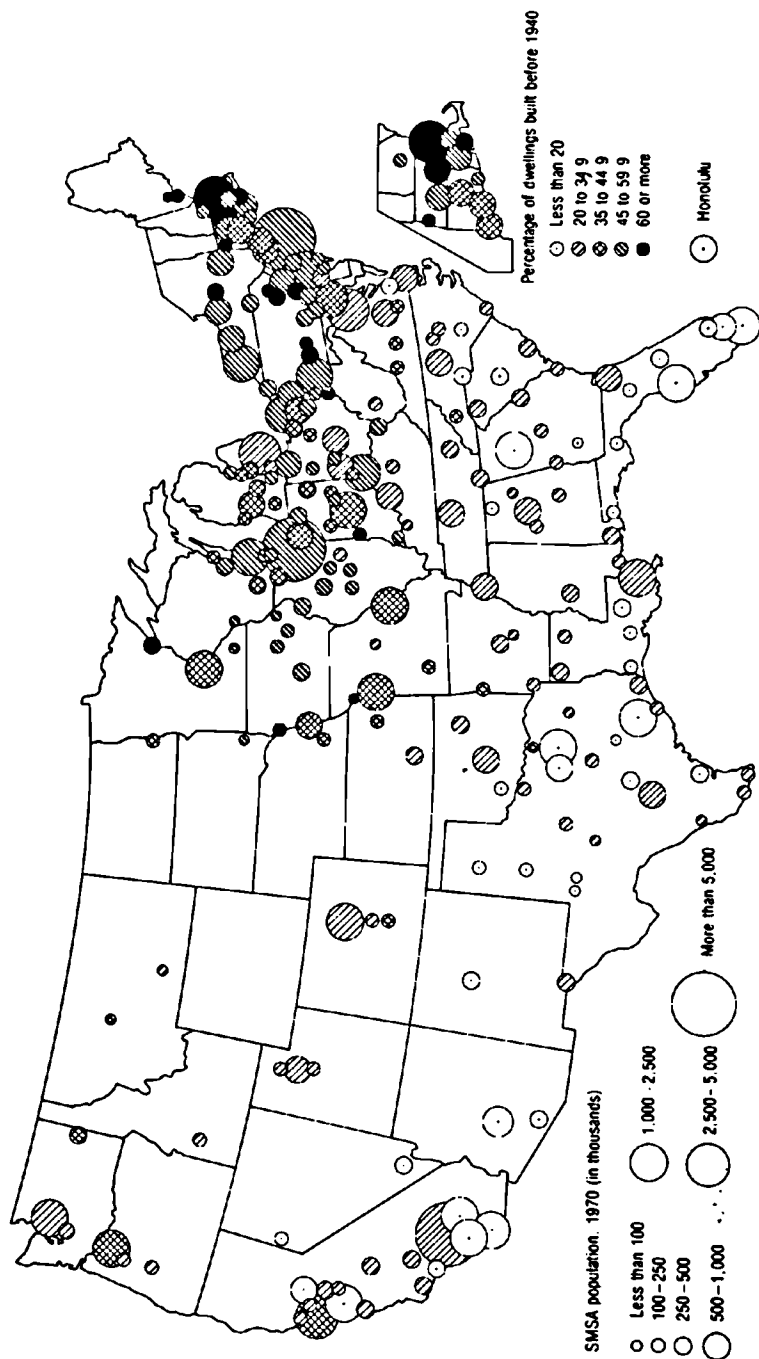 Percentage of dwellings built before 1940
Less than 20
20 to 34 9
35 to 44 9
45 to 59 9
60 or more
Honolulu
SMSA population. 1970 (in thousands)
Less than 100
100 – 250
250 – 500
500 – 1,000
1.000 · 2.500
2.500 – 5.000
More than 5.000